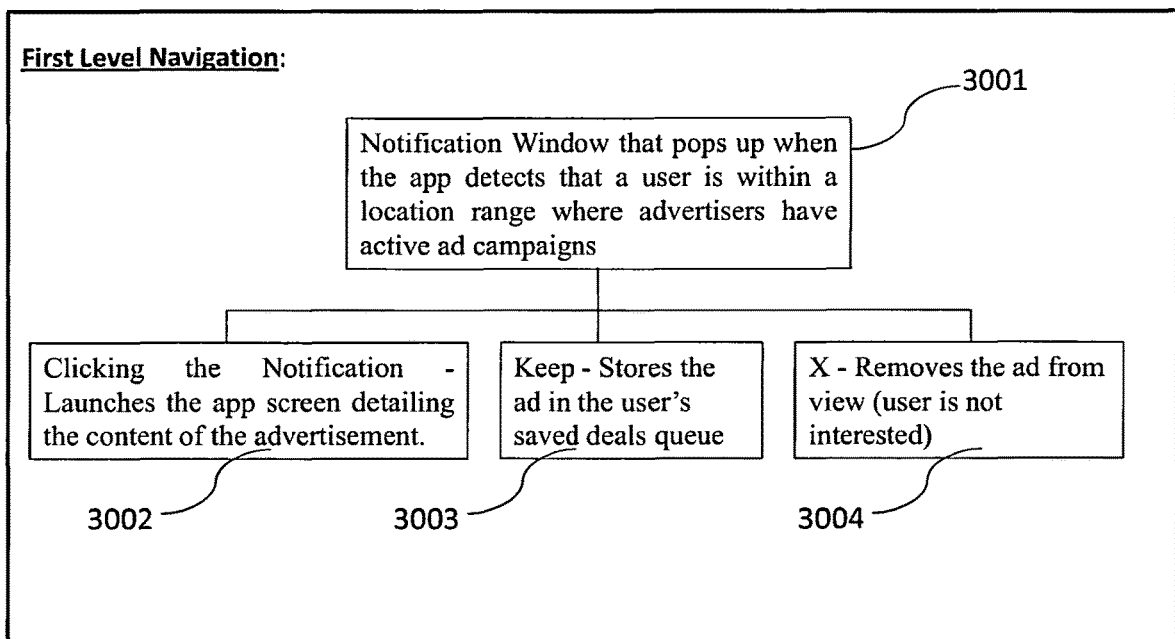 First Level Navigation:
3001
Notification Window that pops up when
the app detects that a user is within a
location range where advertisers have
active ad campaigns
Clicking the Notification -
Launches the app screen detailing
the content of the advertisement.
Keep - Stores the
ad in the user's
saved deals queue
X - Removes the ad from
view (user is not
interested)
3002
3003
3004